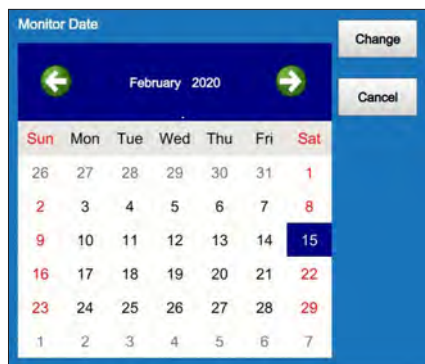 Monitor Date
Change
February 2020
Cancel
Sun Mon Tue Wed Thu Fri Sat
26 27 28 29 30 31 1
2 3 4 5 6 7 8
9 10 11 12 13 14 15
16 17 18 19 20 21 22
23 24 25 26 27 28 29
1 2 3 4 5 6 7